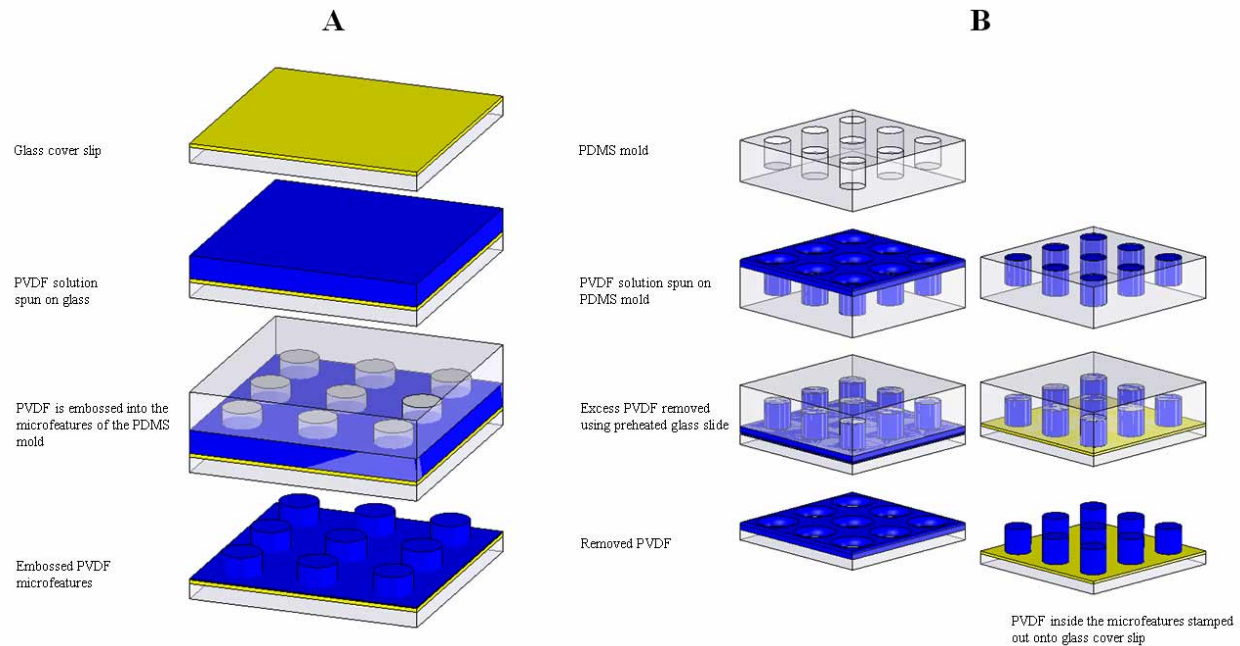 A
Glass cover slip
PVDF solution
spun on glass
PVDF is embossed into the
microfeatures of the PDMS
mold
Embossed PVDF
microfeatures
B
PDMS mold
PVDF solution spun on
PDMS mold
Excess PVDF removed
using preheated glass slide
Removed PVDF
PVDF inside the microfeatures stamped
out onto glass cover slip